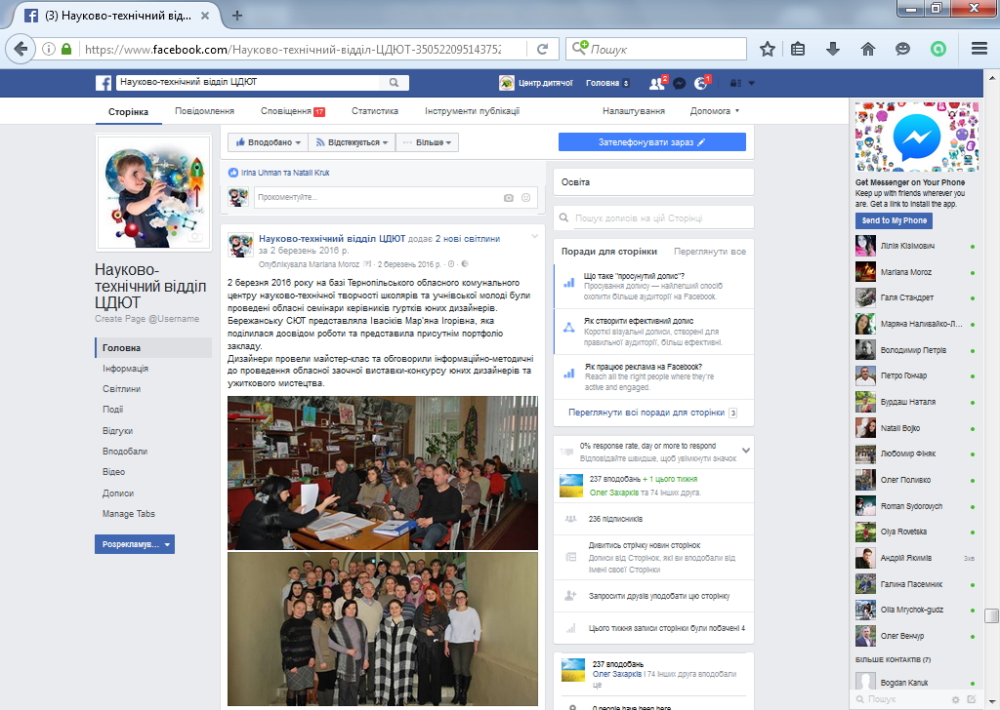 (3) Науково-технічний від...
https://www.facebook.com/Науково-технічний-відділ-ЦДЮТ-35052209514375
Пошук
Науково-технічний відділ ЦДЮТ
Центр.дитячої
Головна 3
2
1
Сторінка
Повідомлення
Сповіщення 17
Статистика
Інструменти публікації
Налаштування
Допомога
Науково-
технічний відділ
ЦДЮТ
Create Page @Username
Головна
Інформація
Світлини
Події
Відгуки
Вподобали
Відео
Дописи
Manage Tabs
Розрекламув...
Вподобано
Відстежується
Більше
Зателефонувати зараз
Irina Uhman та Natali Kruk
Прокоментуйте...
Науково-технічний відділ ЦДЮТ додає 2 нові світлини
за 2 березень 2016 р.
Опублікувала Mariana Moroz · 2 березень 2016 р. ·
2 березня 2016 року на базі Тернопільського обласного комунального
центру науково-технічної творчості школярів та учнівської молоді були
проведені обласні семінари керівників гуртків юних дизайнерів.
Бережанську СЮТ представляла Івасків Мар'яна Ігорівна, яка
поділилася досвідом роботи та представила присутнім портфоліо
закладу.
Дизайнери провели майстер-клас та обговорили інформаційно-методичні
до проведення обласної заочної виставки-конкурсу юних дизайнерів та
ужиткового мистецтва.
Освіта
Пошук дописів на цій Сторінці
Поради для сторінки
Переглянути все
Що таке "просунутий допис"?
Просування допису — найлегший спосіб
охопити більше аудиторії на Facebook.
Як створити ефективний допис
Короткі візуальні дописи, створені для
правильної аудиторії, більш ефективні.
Як працює реклама на Facebook?
Reach all the right people where they're
active and engaged.
Переглянути всі поради для сторінки 3
0% response rate, day or more to respond
Відповідайте швидше, щоб увімкнути значок
237 вподобань + 1 цього тижня
Олег Захарків та 74 інших друга.
236 підписників
Дивитись стрічку новин сторінок
Дописи від Сторінок, які ви вподобали від
імені своєї Сторінки
Запросити друзів уподобати цю сторінку
Цього тижня записи сторінки були побачені 4
237 вподобань
Олег Захарків і 74 інших друга вподобали
це
0 people have been here
Get Messenger on Your Phone
Keep up with friends wherever you
are. Get a link to install the app.
Send to My Phone
Лілія Кізімович
Mariana Moroz
Галя Стандрет
Маряна Наливайко-Л...
Володимир Петрів
Петро Гончар
Бурдаш Наталя
Natali Bojko
Любомир Фіняк
Олег Поливко
Roman Sydorovych
Olya Rovetska
Андрій Якимів 3хв
Галина Пасемник
Olia Mrychok-gudz
Олег Венчур
БІЛЬШЕ КОНТАКТІВ (7)
Bogdan Kanuk
Пошук